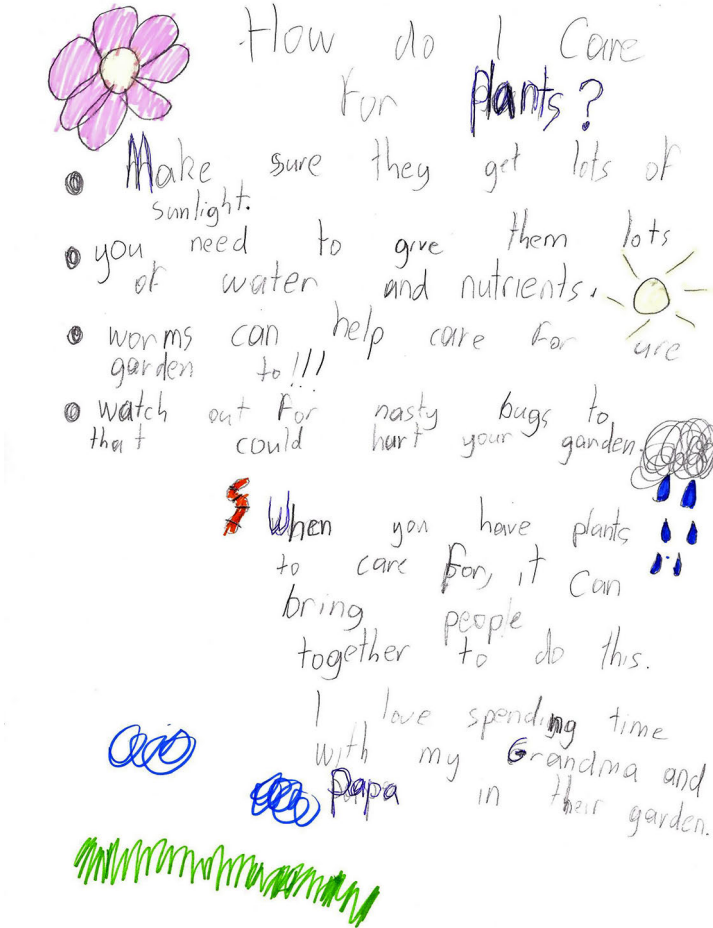 How do I Care
For plants?
Make sure they get lots of
sunlight.
you need to give them lots
of water and nutrients.
worms can help care For ure
garden to!!!
watch out For nasty bugs to
that could hurt your garden.
When you have plants
to care For, it can
bring people
together to do this.
I love spending time
with my Grandma and
Papa in their garden.